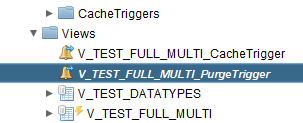 CacheTriggers
Views
V_TEST_FULL_MULTI_CacheTrigger
V_TEST_FULL_MULTI_PurgeTrigger
V_TEST_DATATYPES
V_TEST_FULL_MULTI